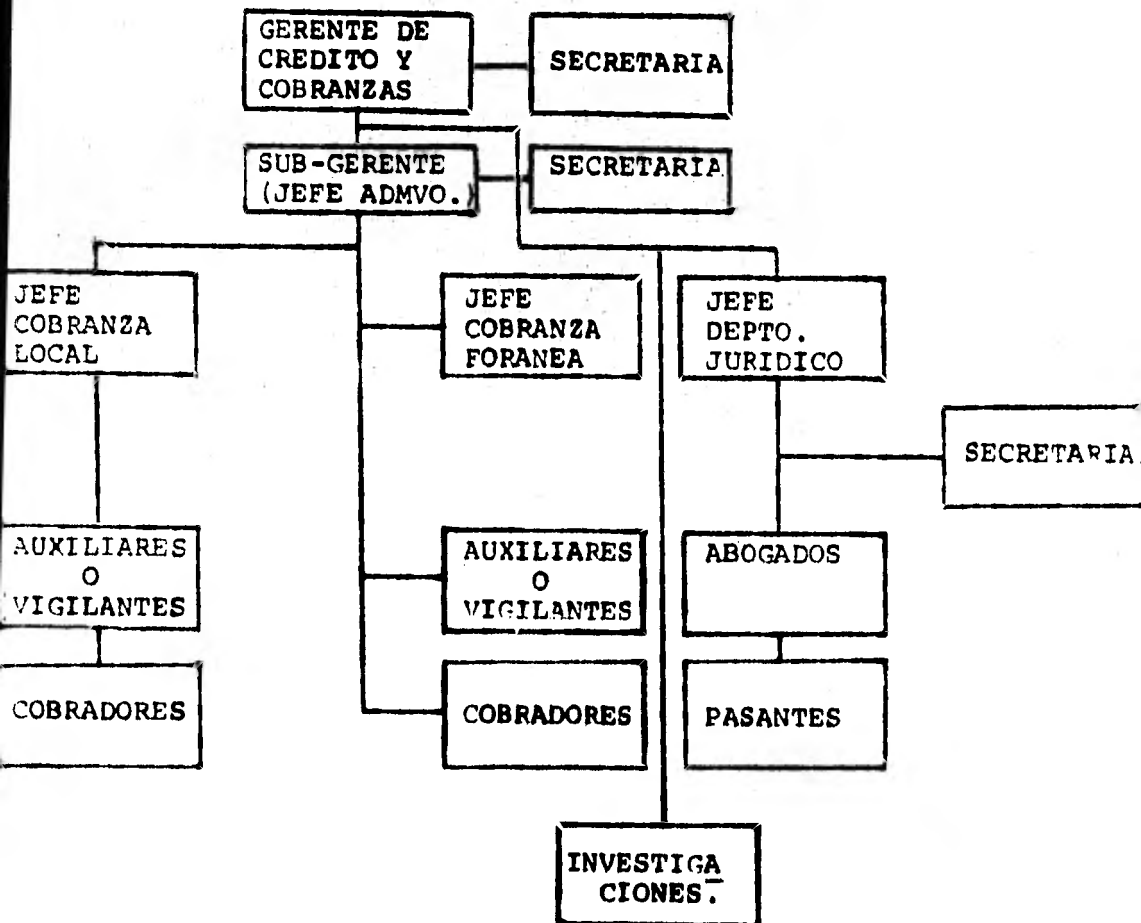 GERENTE DE
CREDITO Y
COBRANZAS
SECRETARIA
SUB-GERENTE
(JEFE ADMVO.)
SECRETARIA
JEFE
COBRANZA
LOCAL
JEFE
COBRANZA
FORANEA
JEFE
DEPTO.
JURIDICO
SECRETARIA
AUXILIARES
O
VIGILANTES
AUXILIARES
O
VIGILANTES
ABOGADOS
COBRADORES
COBRADORES
PASANTES
INVESTIGA
CIONES.